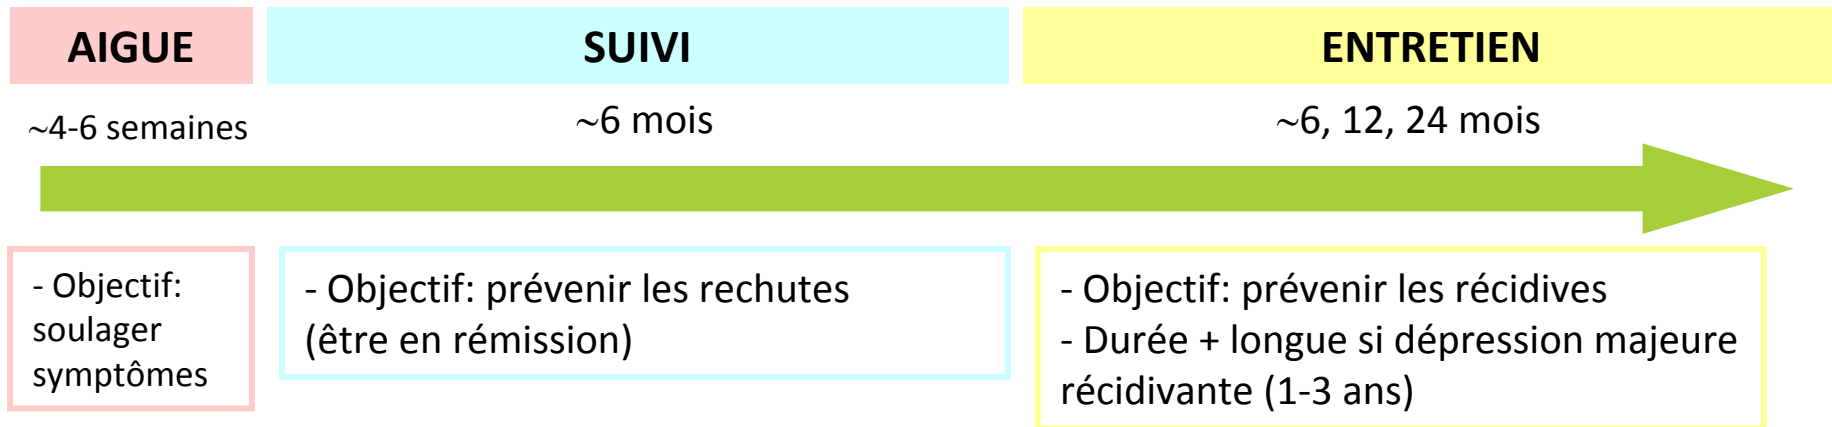 AIGUE
SUIVI
ENTRETIEN
~4-6 semaines
~6 mois
~6, 12, 24 mois
- Objectif:
soulager
symptômes
- Objectif: prévenir les rechutes
(être en rémission)
- Objectif: prévenir les récidives
- Durée + longue si dépression majeure
récidivante (1-3 ans)